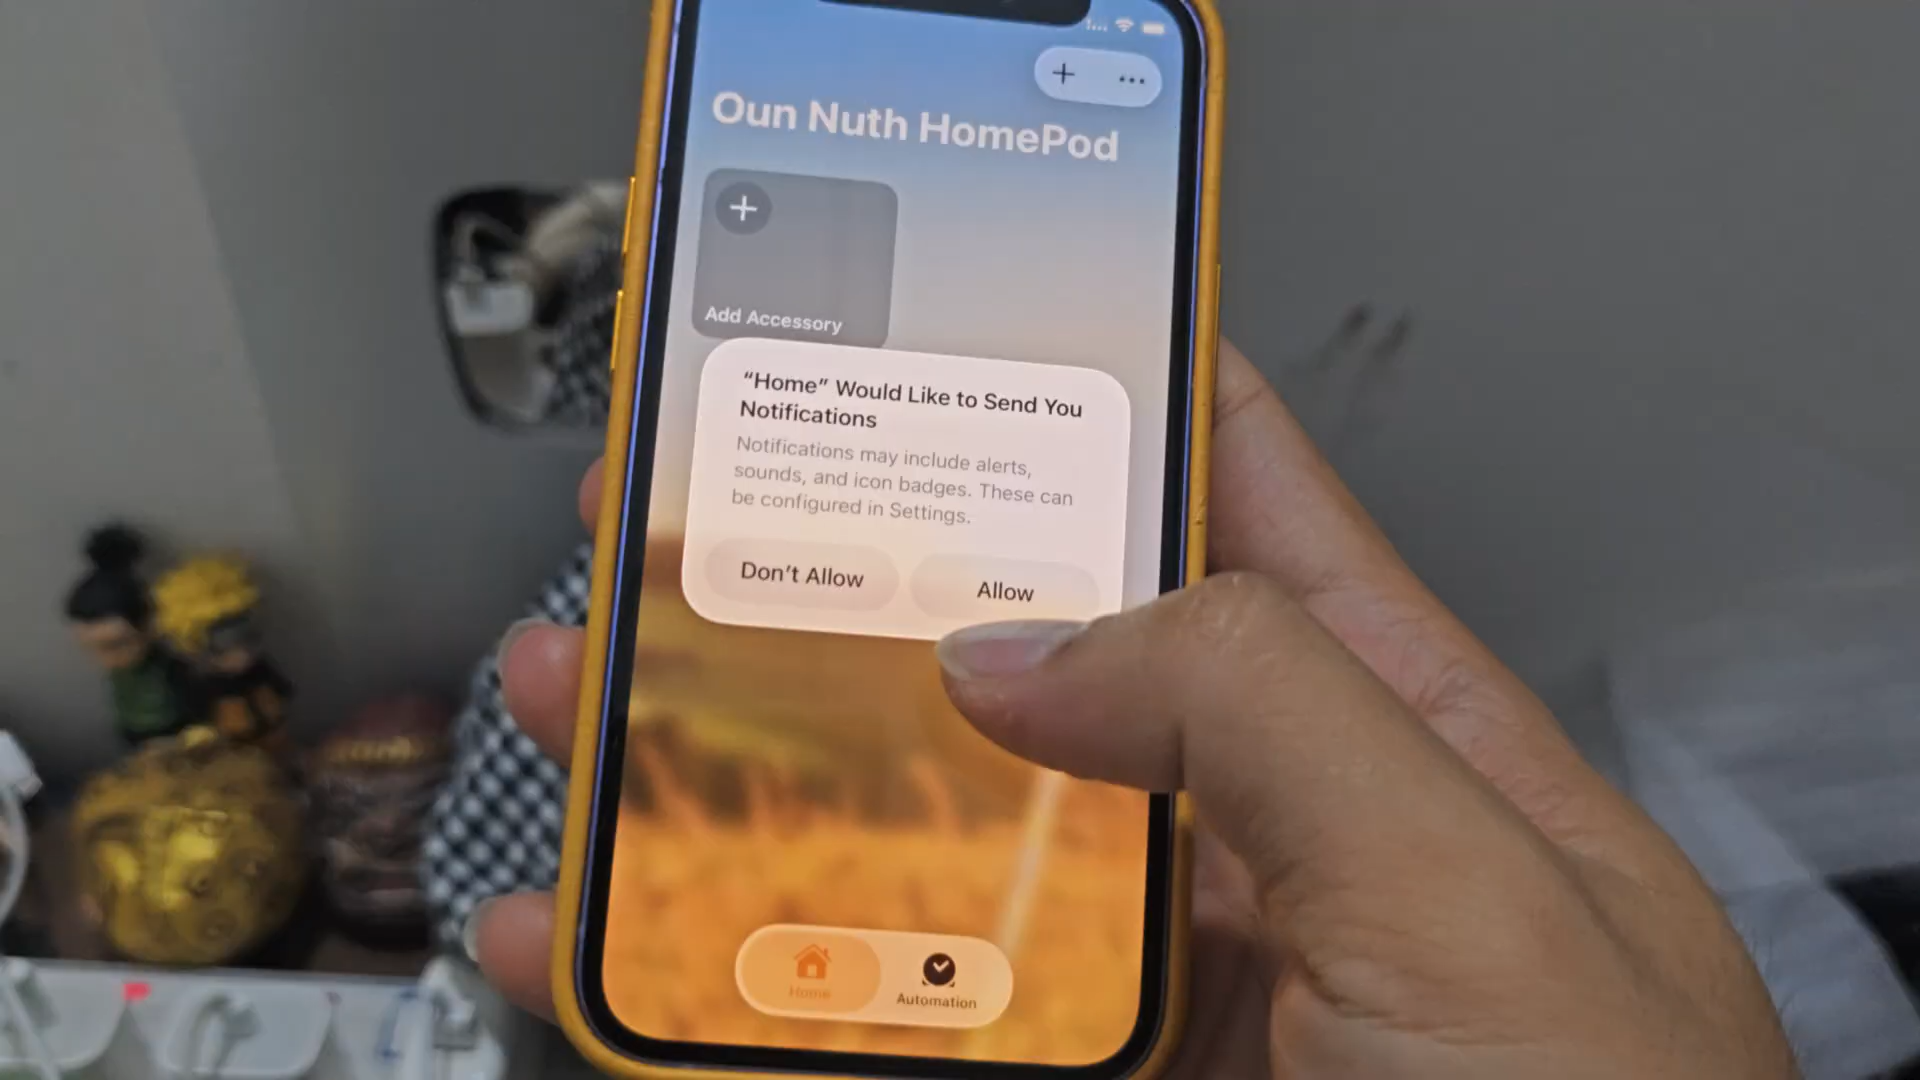 Oun Nuth HomePod
Add Accessory
“Home” Would Like to Send You
Notifications
Notifications may include alerts,
sounds, and icon badges. These can
be configured in Settings.
Don’t Allow
Allow
Home
Automation